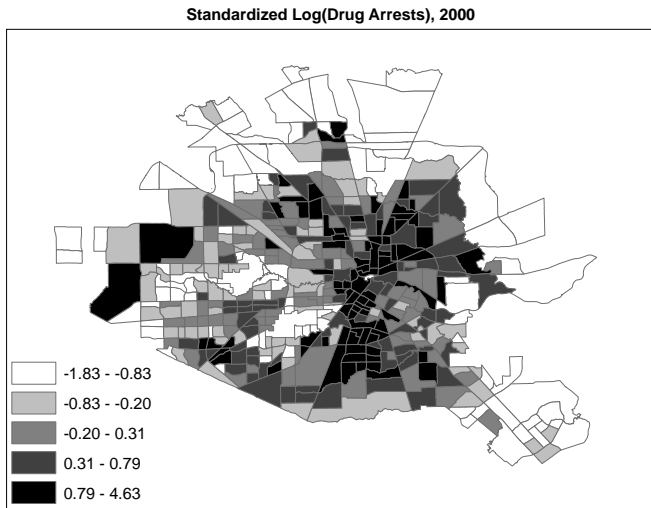 Standardized Log(Drug Arrests), 2000
-1.83 - -0.83
-0.83 - -0.20
-0.20 - 0.31
0.31 - 0.79
0.79 - 4.63